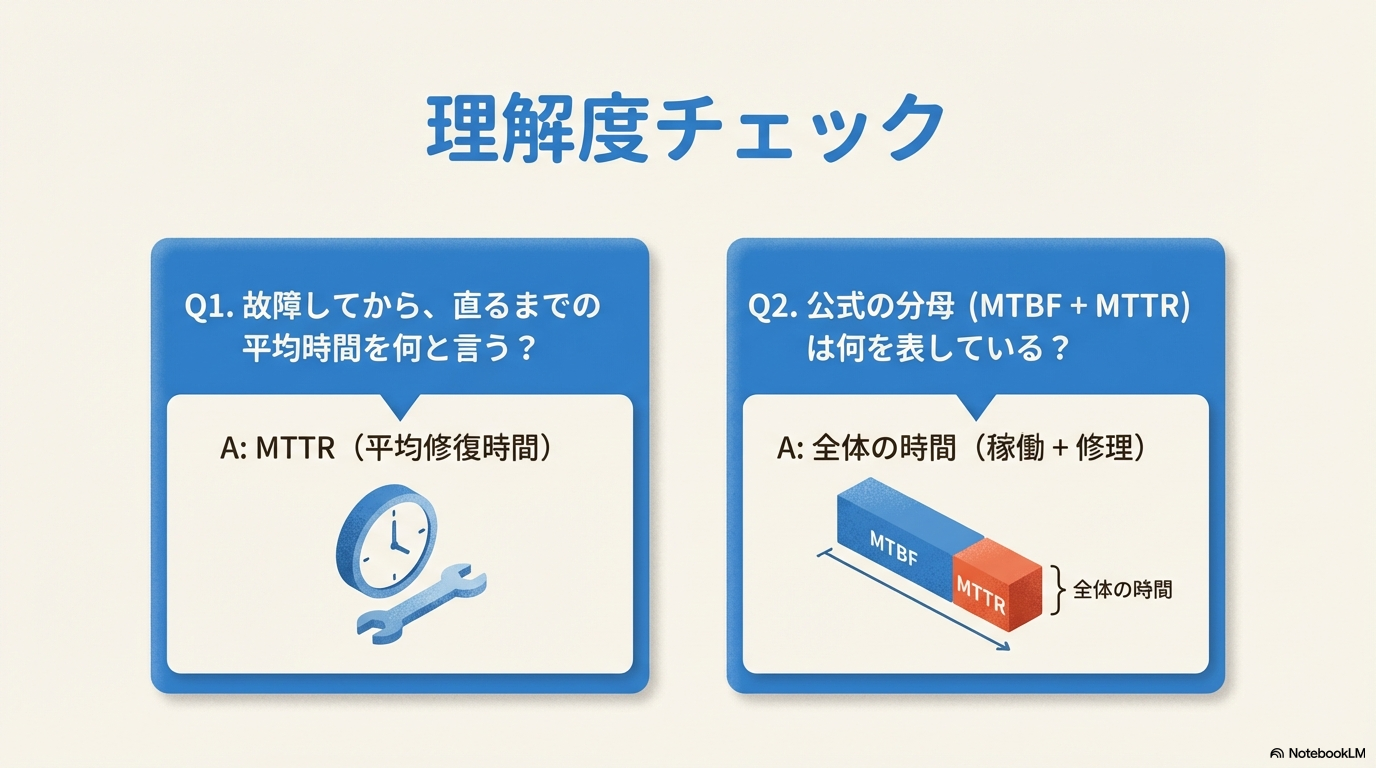 理解度チェック
Q1. 故障してから、直るまでの
平均時間を何と言う？
A: MTTR（平均修復時間）
Q2. 公式の分母 (MTBF + MTTR)
は何を表している？
A: 全体の時間（稼働 + 修理）
MTBF
MTTR
全体の時間
NotebookLM